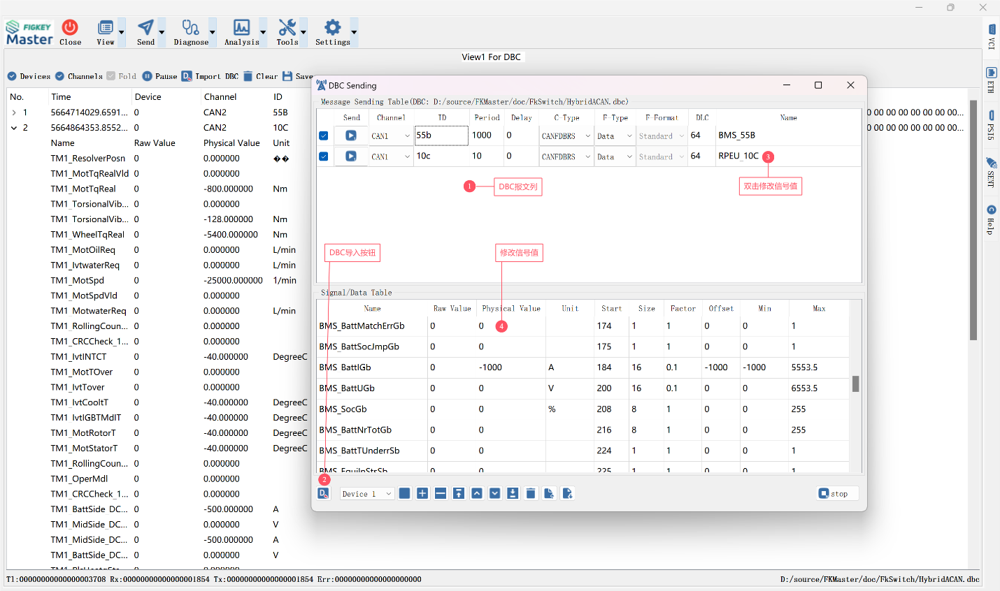 FIGKEY
Master
Close
View
Send
Diagnose
Analysis
Tools
Settings
View1 For DBC
Devices Channels Fold Pause Import DBC Clear Save
No. Time Device Channel ID
1 5664714029.6591... 0 CAN2 55B
2 5664864353.8552... 0 CAN2 10C
Name Raw Value Physical Value Unit
TM1_ResolverPosn 0 0.000000 ��
TM1_MotTqRealVld 0 0.000000
TM1_MotTqReal 0 -800.000000 Nm
TM1_TorsionalVib... 0 0.000000
TM1_TorsionalVib... 0 -128.000000 Nm
TM1_WheelTqReal 0 -5400.000000 Nm
TM1_MotOilReq 0 0.000000 L/min
TM1_IvtwaterReq 0 0.000000 L/min
TM1_MotSpd 0 -25000.000000 1/min
TM1_MotSpdVld 0 0.000000
TM1_MotwaterReq 0 0.000000 L/min
TM1_RollingCoun... 0 0.000000
TM1_CRCCheck_1... 0 0.000000
TM1_IvtINTCT 0 -40.000000 DegreeC
TM1_MotTOver 0 0.000000
TM1_IvtTover 0 0.000000
TM1_IvtCooltT 0 -40.000000 DegreeC
TM1_IvtIGBTMdlT 0 -40.000000 DegreeC
TM1_MotRotorT 0 -40.000000 DegreeC
TM1_MotStatorT 0 -40.000000 DegreeC
TM1_RollingCoun... 0 0.000000
TM1_OperMdl 0 0.000000
TM1_CRCCheck_1... 0 0.000000
TM1_BattSide_DC... 0 -500.000000 A
TM1_MidSide_DC... 0 0.000000 V
TM1_MidSide_DC... 0 -500.000000 A
TM1_BattSide_DC... 0 0.000000 V
DBC Sending
Message Sending Table(DBC: D:/source/FKMaster/doc/FkSwitch/HybridACAN.dbc)
Send Channel ID Period Delay C-Type F-Type F-Format DLC Name
CAN1 55b 1000 0 CANFDBRS Data Standard 64 BMS_55B
CAN1 10c 10 0 CANFDBRS Data Standard 64 RPEU_10C
3
1 DBC报文列
双击修改信号值
DBC导入按钮
修改信号值
Signal/Data Table
Name Raw Value Physical Value Unit Start Size Factor Offset Min Max
BMS_BattMatchErrGb 0 0 174 1 1 0 0 1
4
BMS_BattSocJmpGb 0 0 175 1 1 0 0 1
BMS_BattIGb 0 -1000 A 184 16 0.1 -1000 -1000 5553.5
BMS_BattUGb 0 0 V 200 16 0.1 0 0 6553.5
BMS_SocGb 0 0 % 208 8 1 0 0 255
BMS_BattNrTotGb 0 0 216 8 1 0 0 255
BMS_BattTUnderrSb 0 0 224 1 1 0 0 1
BMS_EquipStrSb 0 0 225 1 1 0 0 1
2
Device 1
stop
0 00 00 00 00 00 00...
0 00 00 00 00 00 00...
VCI
ETH
PSI5
SENT
Help
Tl:00000000000000003708 Rx:00000000000000001854 Tx:00000000000000001854 Err:00000000000000000000
D:/source/FKMaster/doc/FkSwitch/HybridACAN.dbc